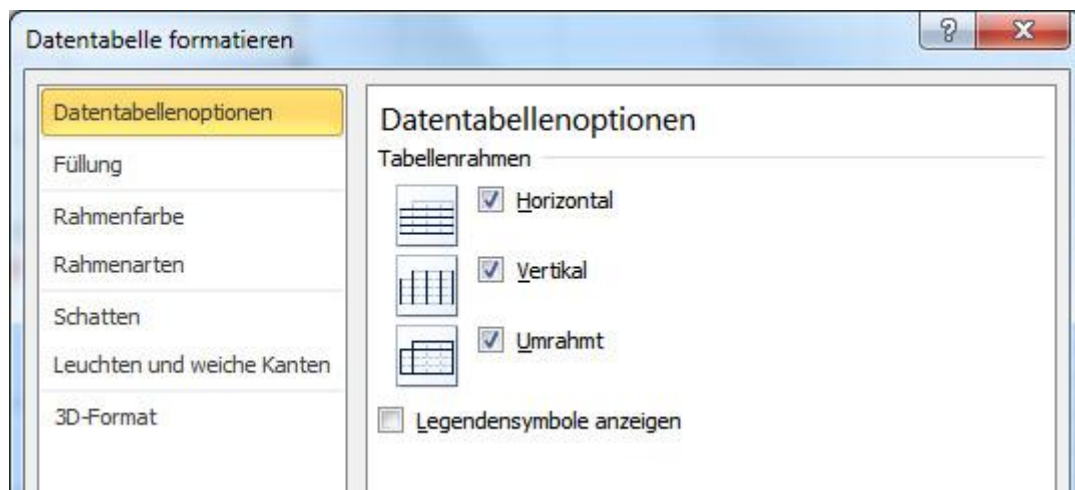 Datentabelle formatieren
Datentabellenoptionen
Füllung
Rahmenfarbe
Rahmenarten
Schatten
Leuchten und weiche Kanten
3D-Format
Datentabellenoptionen
Tabellenrahmen
Horizontal
Vertikal
Umrahmt
Legendensymbole anzeigen